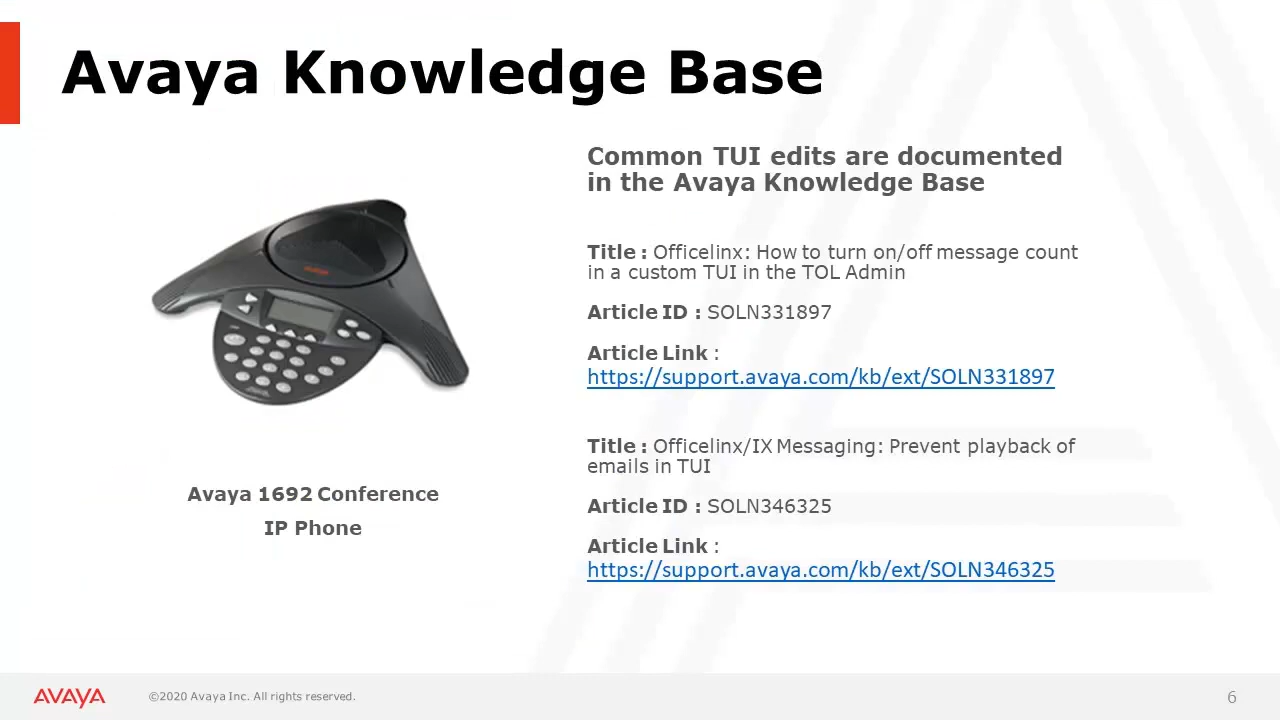 Avaya Knowledge Base
Common TUI edits are documented
in the Avaya Knowledge Base
Title : Officelinx: How to turn on/off message count
in a custom TUI in the TOL Admin
Article ID : SOLN331897
Article Link :
https://support.avaya.com/kb/ext/SOLN331897
Title : Officelinx/IX Messaging: Prevent playback of
emails in TUI
Article ID : SOLN346325
Article Link :
https://support.avaya.com/kb/ext/SOLN346325
AVAYA
Avaya 1692 Conference
IP Phone
AVAYA
©2020 Avaya Inc. All rights reserved.
6